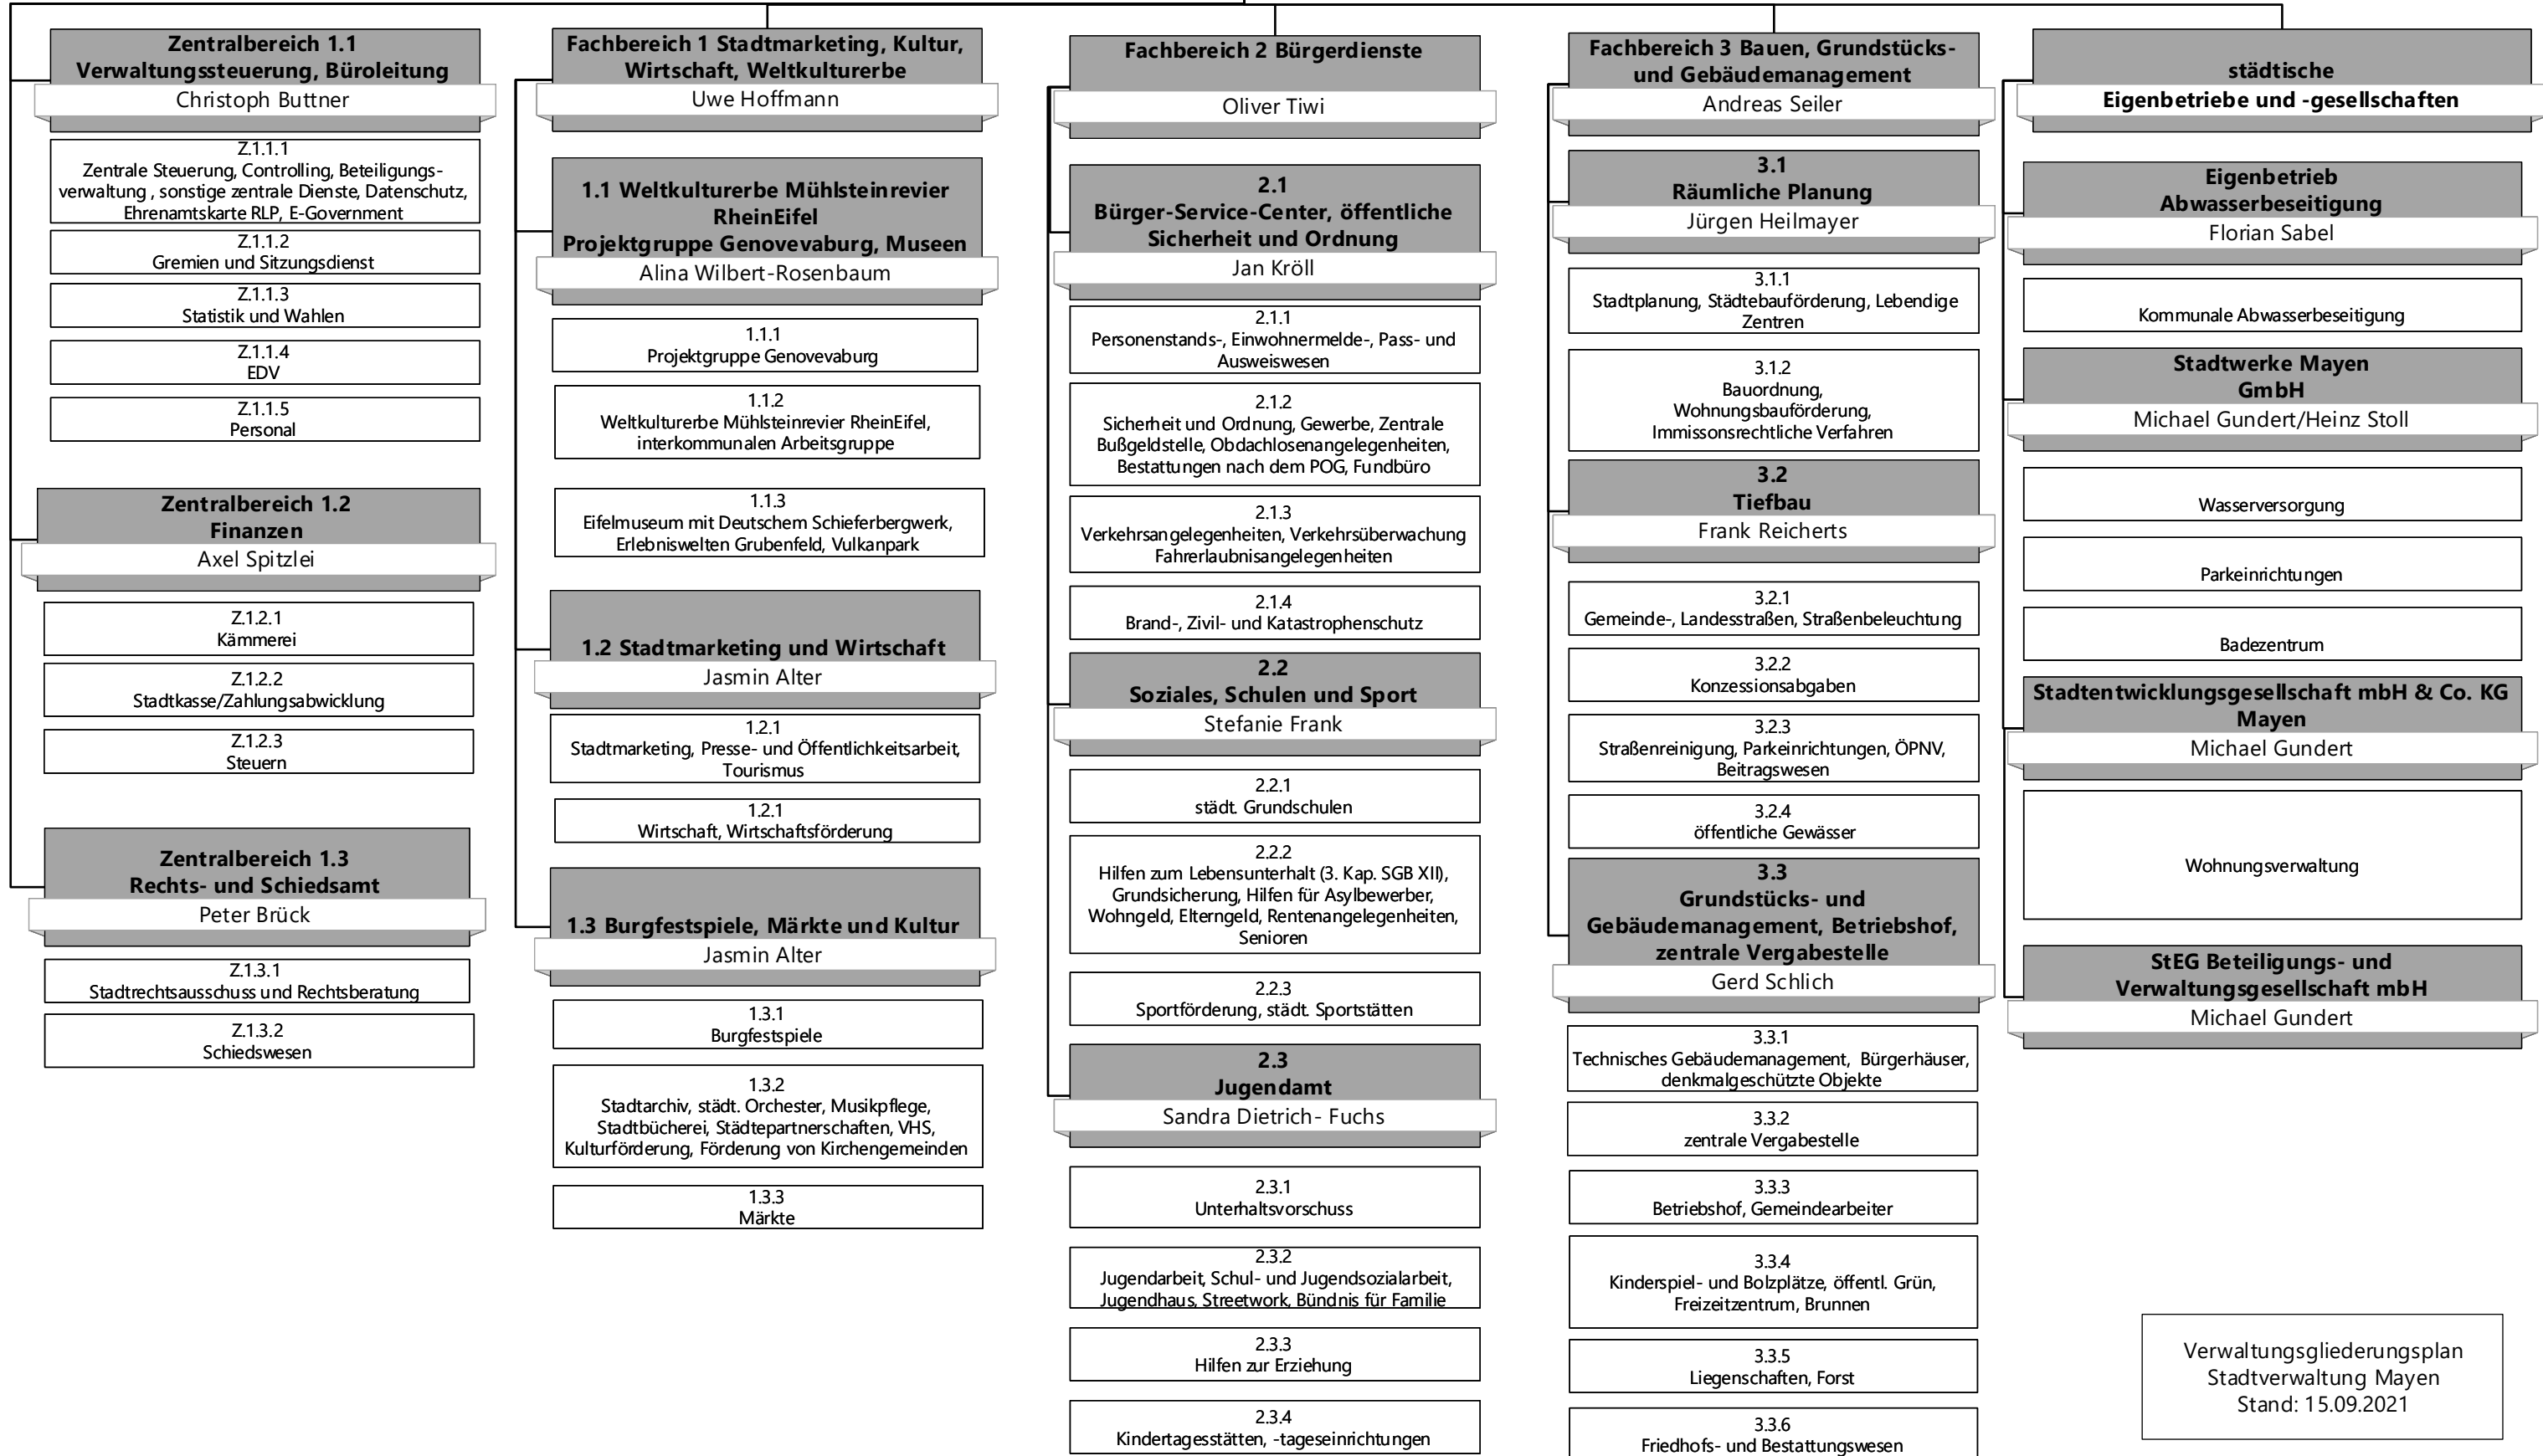 Zentralbereich 1.1
Verwaltungssteuerung, Büroleitung
Christoph Buttner
Z.1.1.1
Zentrale Steuerung, Controlling, Beteiligungs-
verwaltung , sonstige zentrale Dienste, Datenschutz,
Ehrenamtskarte RLP, E-Government
Z.1.1.2
Gremien und Sitzungsdienst
Z.1.1.3
Statistik und Wahlen
Z.1.1.4
EDV
Z.1.1.5
Personal
Zentralbereich 1.2
Finanzen
Axel Spitzlei
Z.1.2.1
Kämmerei
Z.1.2.2
Stadtkasse/Zahlungsabwicklung
Z.1.2.3
Steuern
Zentralbereich 1.3
Rechts- und Schiedsamt
Peter Brück
Z.1.3.1
Stadtrechtsausschuss und Rechtsberatung
Z.1.3.2
Schiedswesen
Fachbereich 1 Stadtmarketing, Kultur,
Wirtschaft, Weltkulturerbe
Uwe Hoffmann
1.1 Weltkulturerbe Mühlsteinrevier
RheinEifel
Projektgruppe Genovevaburg, Museen
Alina Wilbert-Rosenbaum
1.1.1
Projektgruppe Genovevaburg
1.1.2
Weltkulturerbe Mühlsteinrevier RheinEifel,
interkommunalen Arbeitsgruppe
1.1.3
Eifelmuseum mit Deutschem Schieferbergwerk,
Erlebniswelten Grubenfeld, Vulkanpark
1.2 Stadtmarketing und Wirtschaft
Jasmin Alter
1.2.1
Stadtmarketing, Presse- und Öffentlichkeitsarbeit,
Tourismus
1.2.1
Wirtschaft, Wirtschaftsförderung
1.3 Burgfestspiele, Märkte und Kultur
Jasmin Alter
1.3.1
Burgfestspiele
1.3.2
Stadtarchiv, städt. Orchester, Musikpflege,
Stadtbücherei, Städtepartnerschaften, VHS,
Kulturförderung, Förderung von Kirchengemeinden
1.3.3
Märkte
Fachbereich 2 Bürgerdienste
Oliver Tiwi
2.1
Bürger-Service-Center, öffentliche
Sicherheit und Ordnung
Jan Kröll
2.1.1
Personenstands-, Einwohnermelde-, Pass- und
Ausweiswesen
2.1.2
Sicherheit und Ordnung, Gewerbe, Zentrale
Bußgeldstelle, Obdachlosenangelegenheiten,
Bestattungen nach dem POG, Fundbüro
2.1.3
Verkehrsangelegenheiten, Verkehrsüberwachung
Fahrerlaubnisangelegenheiten
2.1.4
Brand-, Zivil- und Katastrophenschutz
2.2
Soziales, Schulen und Sport
Stefanie Frank
2.2.1
städt. Grundschulen
2.2.2
Hilfen zum Lebensunterhalt (3. Kap. SGB XII),
Grundsicherung, Hilfen für Asylbewerber,
Wohngeld, Elterngeld, Rentenangelegenheiten,
Senioren
2.2.3
Sportförderung, städt. Sportstätten
2.3
Jugendamt
Sandra Dietrich- Fuchs
2.3.1
Unterhaltsvorschuss
2.3.2
Jugendarbeit, Schul- und Jugendsozialarbeit,
Jugendhaus, Streetwork, Bündnis für Familie
2.3.3
Hilfen zur Erziehung
2.3.4
Kindertagesstätten, -tageseinrichtungen
Fachbereich 3 Bauen, Grundstücks-
und Gebäudemanagement
Andreas Seiler
3.1
Räumliche Planung
Jürgen Heilmayer
3.1.1
Stadtplanung, Städtebauförderung, Lebendige
Zentren
3.1.2
Bauordnung,
Wohnungsbauförderung,
Immissonsrechtliche Verfahren
3.2
Tiefbau
Frank Reicherts
3.2.1
Gemeinde-, Landesstraßen, Straßenbeleuchtung
3.2.2
Konzessionsabgaben
3.2.3
Straßenreinigung, Parkeinrichtungen, ÖPNV,
Beitragswesen
3.2.4
öffentliche Gewässer
3.3
Grundstücks- und
Gebäudemanagement, Betriebshof,
zentrale Vergabestelle
Gerd Schlich
3.3.1
Technisches Gebäudemanagement, Bürgerhäuser,
denkmalgeschützte Objekte
3.3.2
zentrale Vergabestelle
3.3.3
Betriebshof, Gemeindearbeiter
3.3.4
Kinderspiel- und Bolzplätze, öffentl. Grün,
Freizeitzentrum, Brunnen
3.3.5
Liegenschaften, Forst
3.3.6
Friedhofs- und Bestattungswesen
städtische
Eigenbetriebe und -gesellschaften
Eigenbetrieb
Abwasserbeseitigung
Florian Sabel
Kommunale Abwasserbeseitigung
Stadtwerke Mayen
GmbH
Michael Gundert/Heinz Stoll
Wasserversorgung
Parkeinrichtungen
Badezentrum
Stadtentwicklungsgesellschaft mbH & Co. KG
Mayen
Michael Gundert
Wohnungsverwaltung
StEG Beteiligungs- und
Verwaltungsgesellschaft mbH
Michael Gundert
Verwaltungsgliederungsplan
Stadtverwaltung Mayen
Stand: 15.09.2021